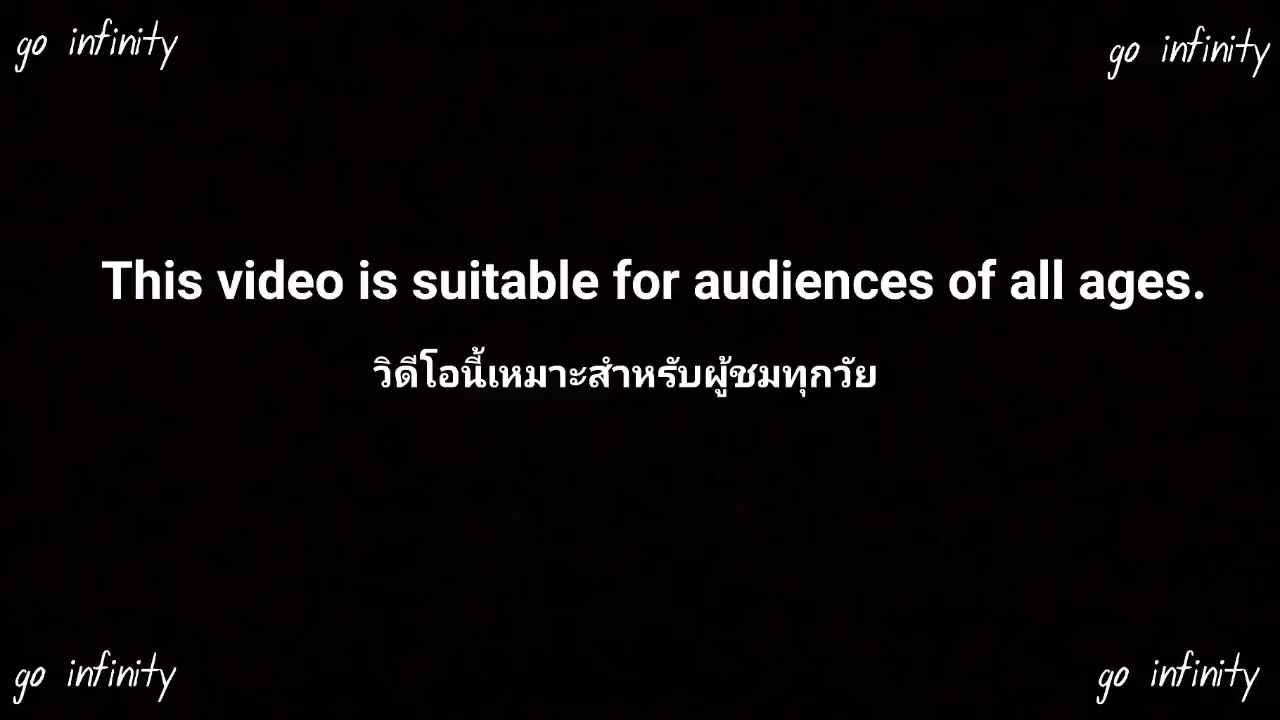 go infinity
go infinity
This video is suitable for audiences of all ages.
วิดีโอนี้เหมาะสำหรับผู้ชมทุกวัย
go infinity
go infinity